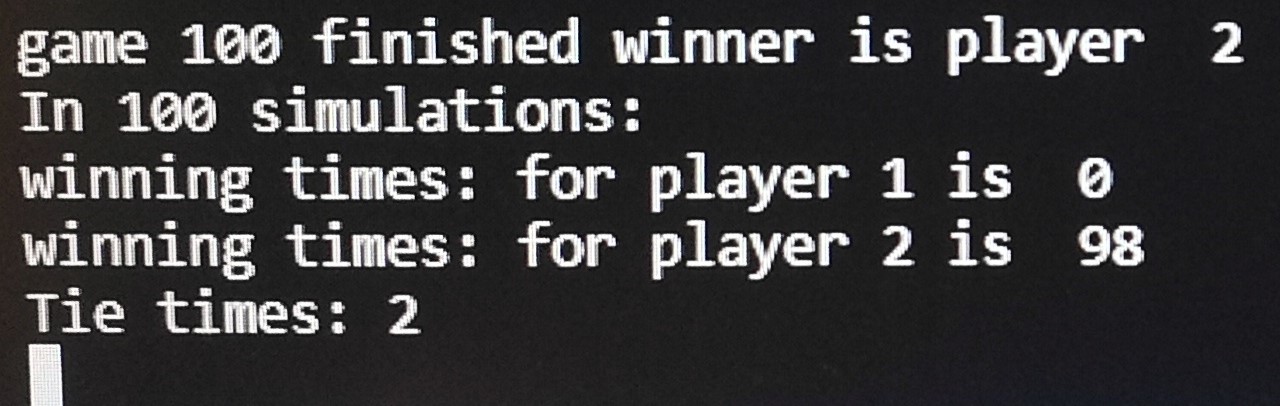 game 100 finished winner is player  2
In 100 simulations:
winning times: for player 1 is  0
winning times: for player 2 is  98
Tie times: 2